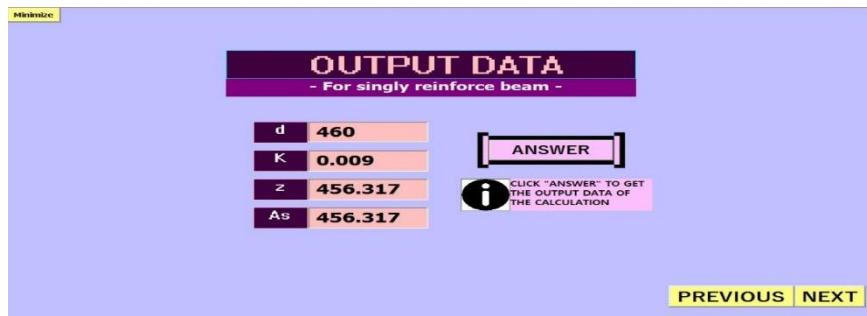 Minimize
OUTPUT DATA
- For singly reinforce beam -
d 460
K 0.009
z 456.317
As 456.317
ANSWER
i
CLICK "ANSWER" TO GET
THE OUTPUT DATA OF
THE CALCULATION
PREVIOUS NEXT